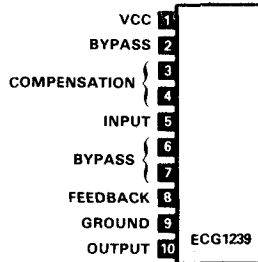 VCC 1
BYPASS 2
COMPENSATION { 3
4
INPUT 5
BYPASS { 6
7
FEEDBACK 8
GROUND 9
OUTPUT 10
ECG1239